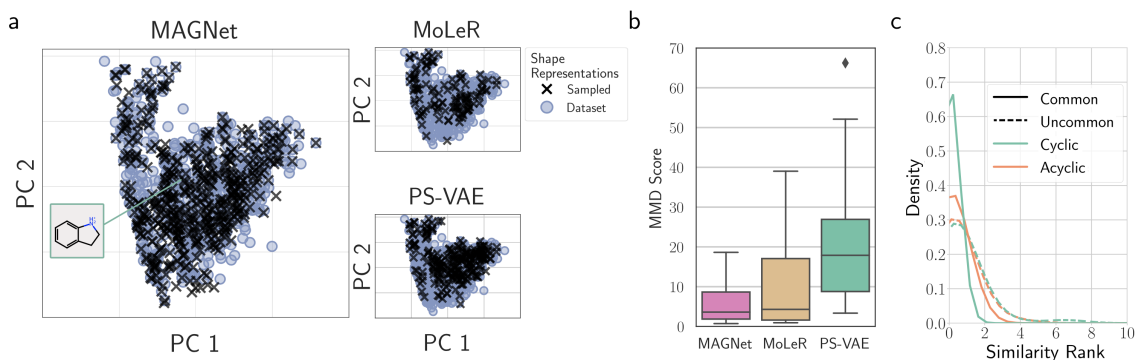 a
MAGNet
PC 2
PC 1
MoLeR
PC 2
Shape
Representations
Sampled
Dataset
PS-VAE
PC 2
PC 1
b
MMD Score
70
60
50
40
30
20
10
0
MAGNet
MoLeR
PS-VAE
c
Density
0.8
0.7
0.6
0.5
0.4
0.3
0.2
0.1
0.0
Common
Uncommon
Cyclic
Acyclic
0 2 4 6 8 10
Similarity Rank